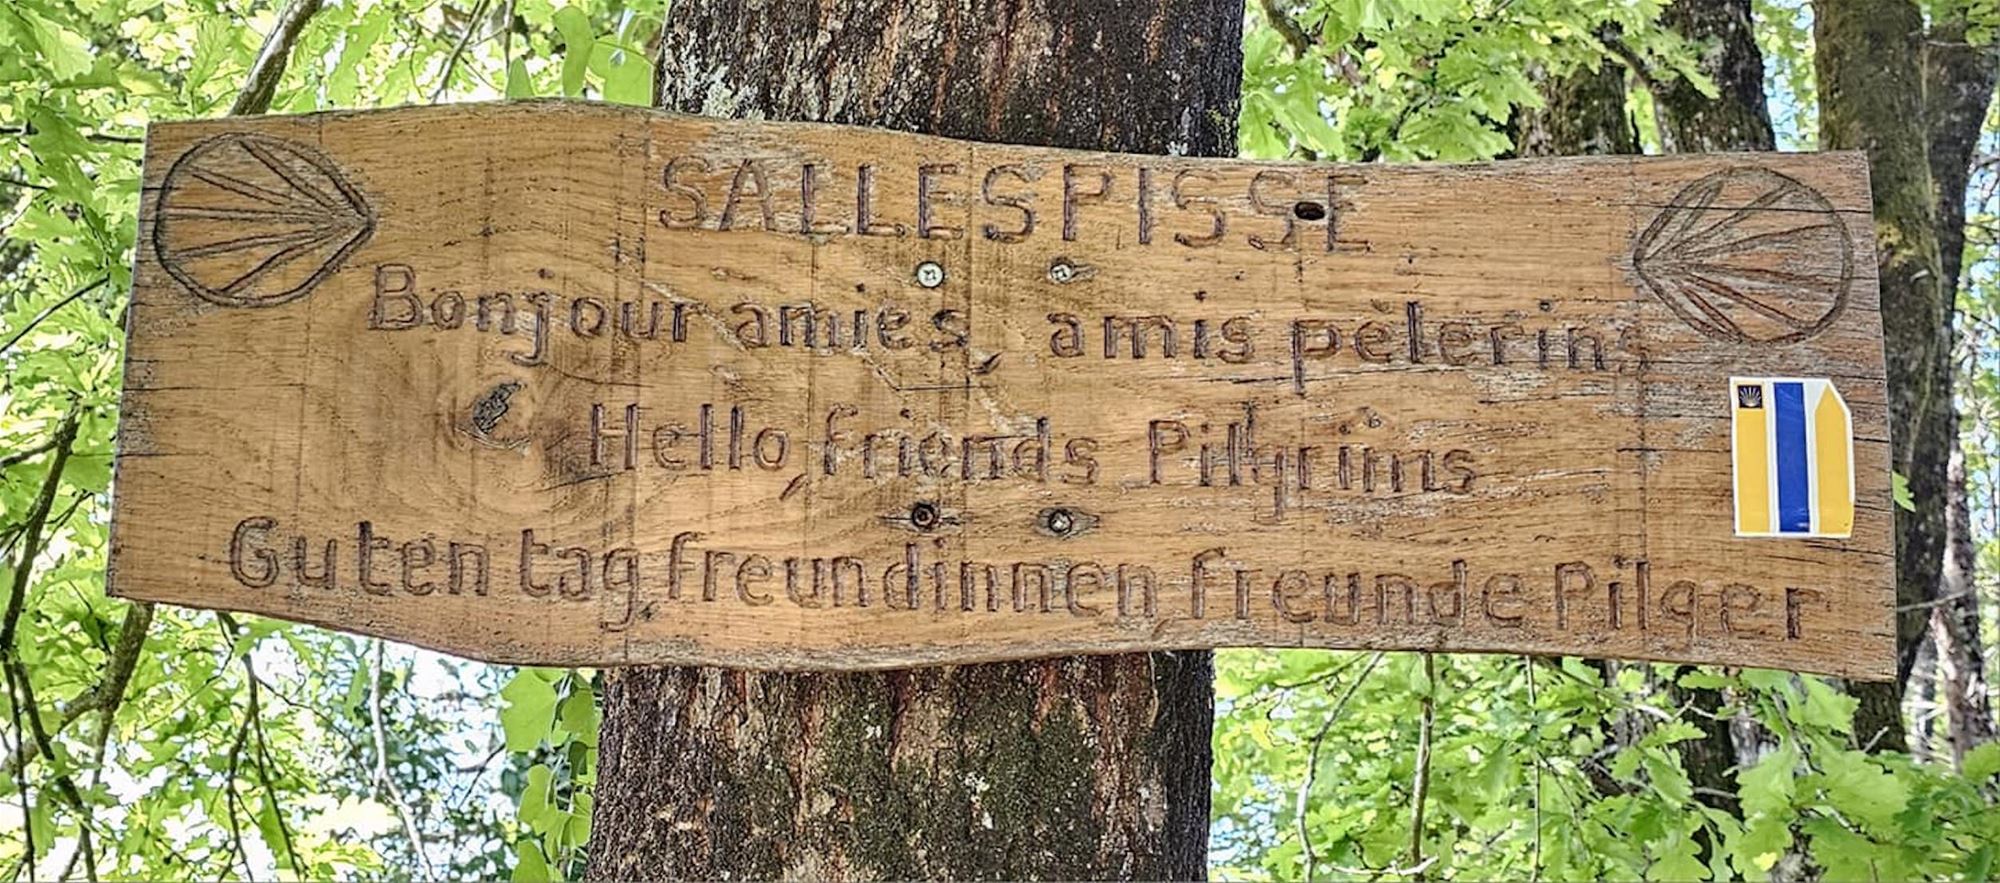 SALLESPISSE
Bonjour amies amis pèlerins
Hello, friends Pilgrims
Guten tag freundinnen freunde Pilger